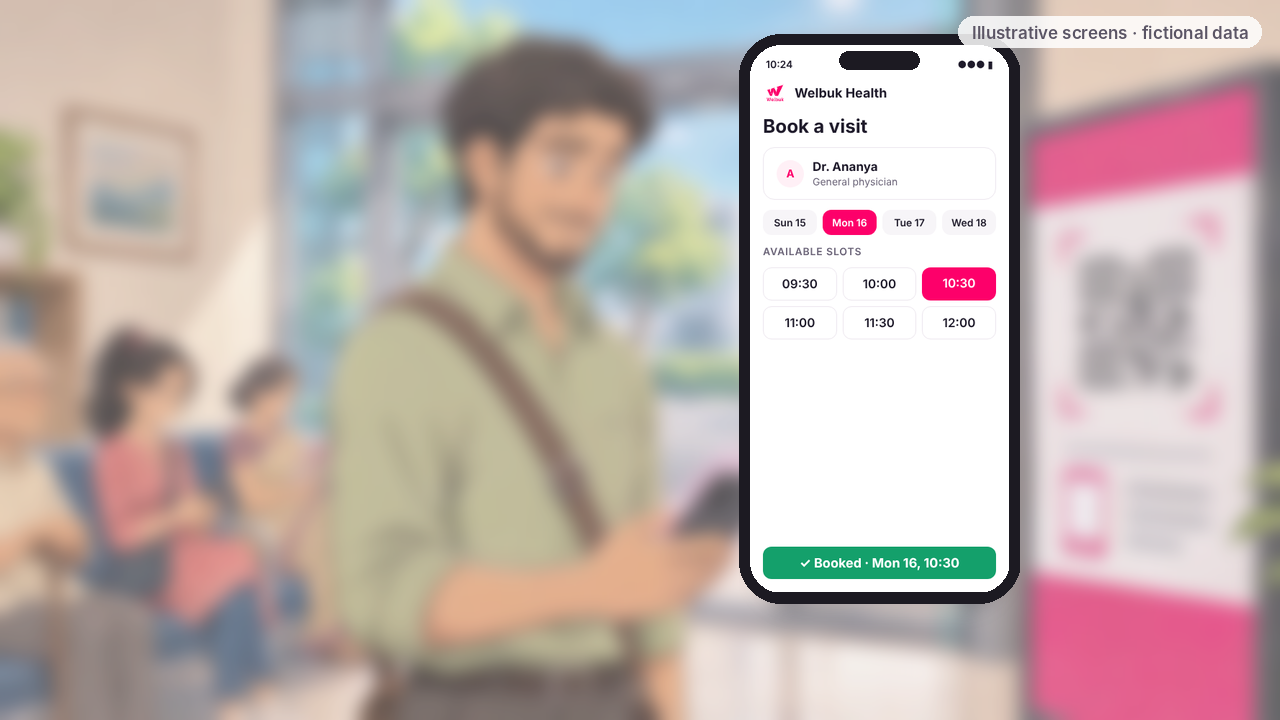 Illustrative screens · fictional data
10:24
Welbuk
Welbuk Health
Book a visit
A
Dr. Ananya
General physician
Sun 15 Mon 16 Tue 17 Wed 18
AVAILABLE SLOTS
09:30 10:00 10:30
11:00 11:30 12:00
✓ Booked · Mon 16, 10:30